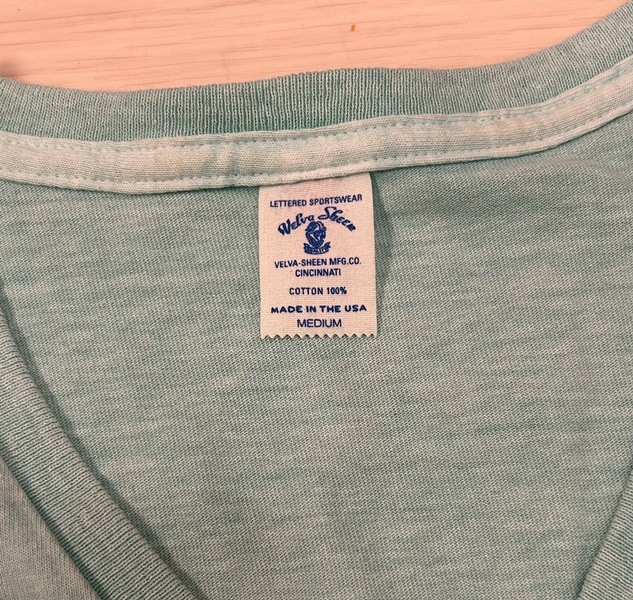 LETTERED SPORTSWEAR
Velva Sheen
VELVA-SHEEN MFG.CO.
CINCINNATI
COTTON 100%
MADE IN THE USA
MEDIUM